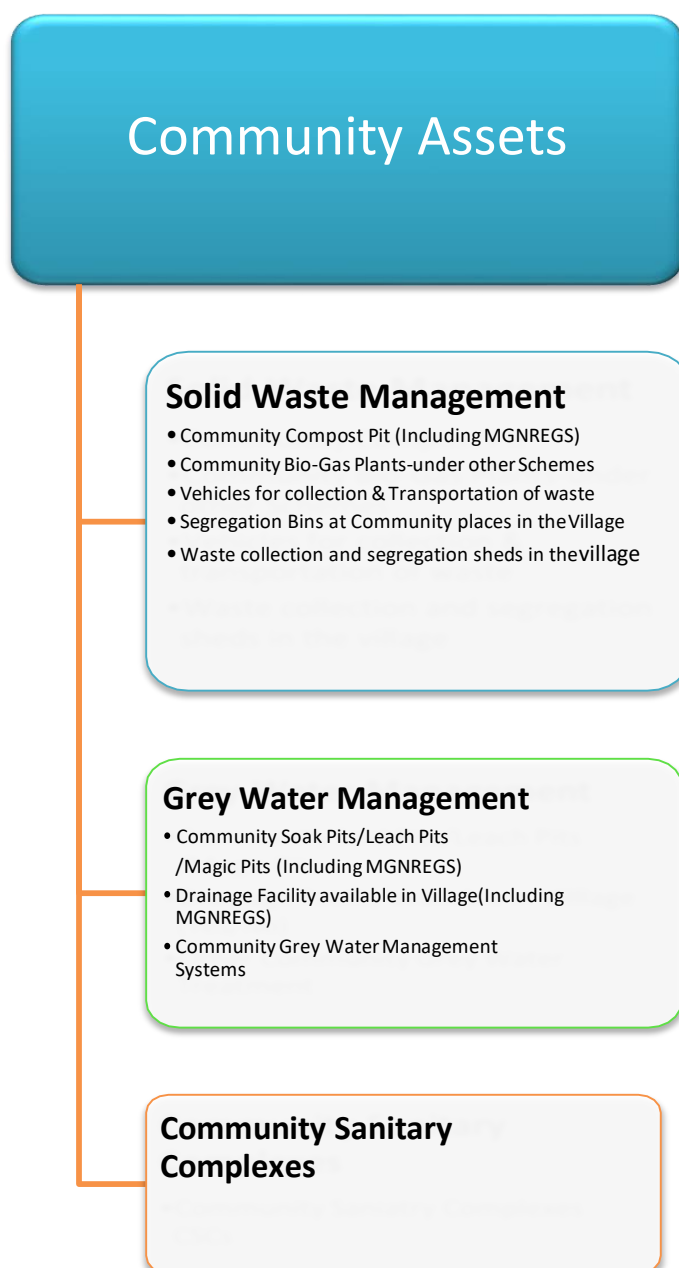 Community Assets
Solid Waste Management
• Community Compost Pit (Including MGNREGS)
• Community Bio-Gas Plants-under other Schemes
• Vehicles for collection & Transportation of waste
• Segregation Bins at Community places in the Village
• Waste collection and segregation sheds in the village
Grey Water Management
• Community Soak Pits/Leach Pits
/Magic Pits (Including MGNREGS)
• Drainage Facility available in Village(Including
MGNREGS)
• Community Grey Water Management
Systems
Community Sanitary
Complexes